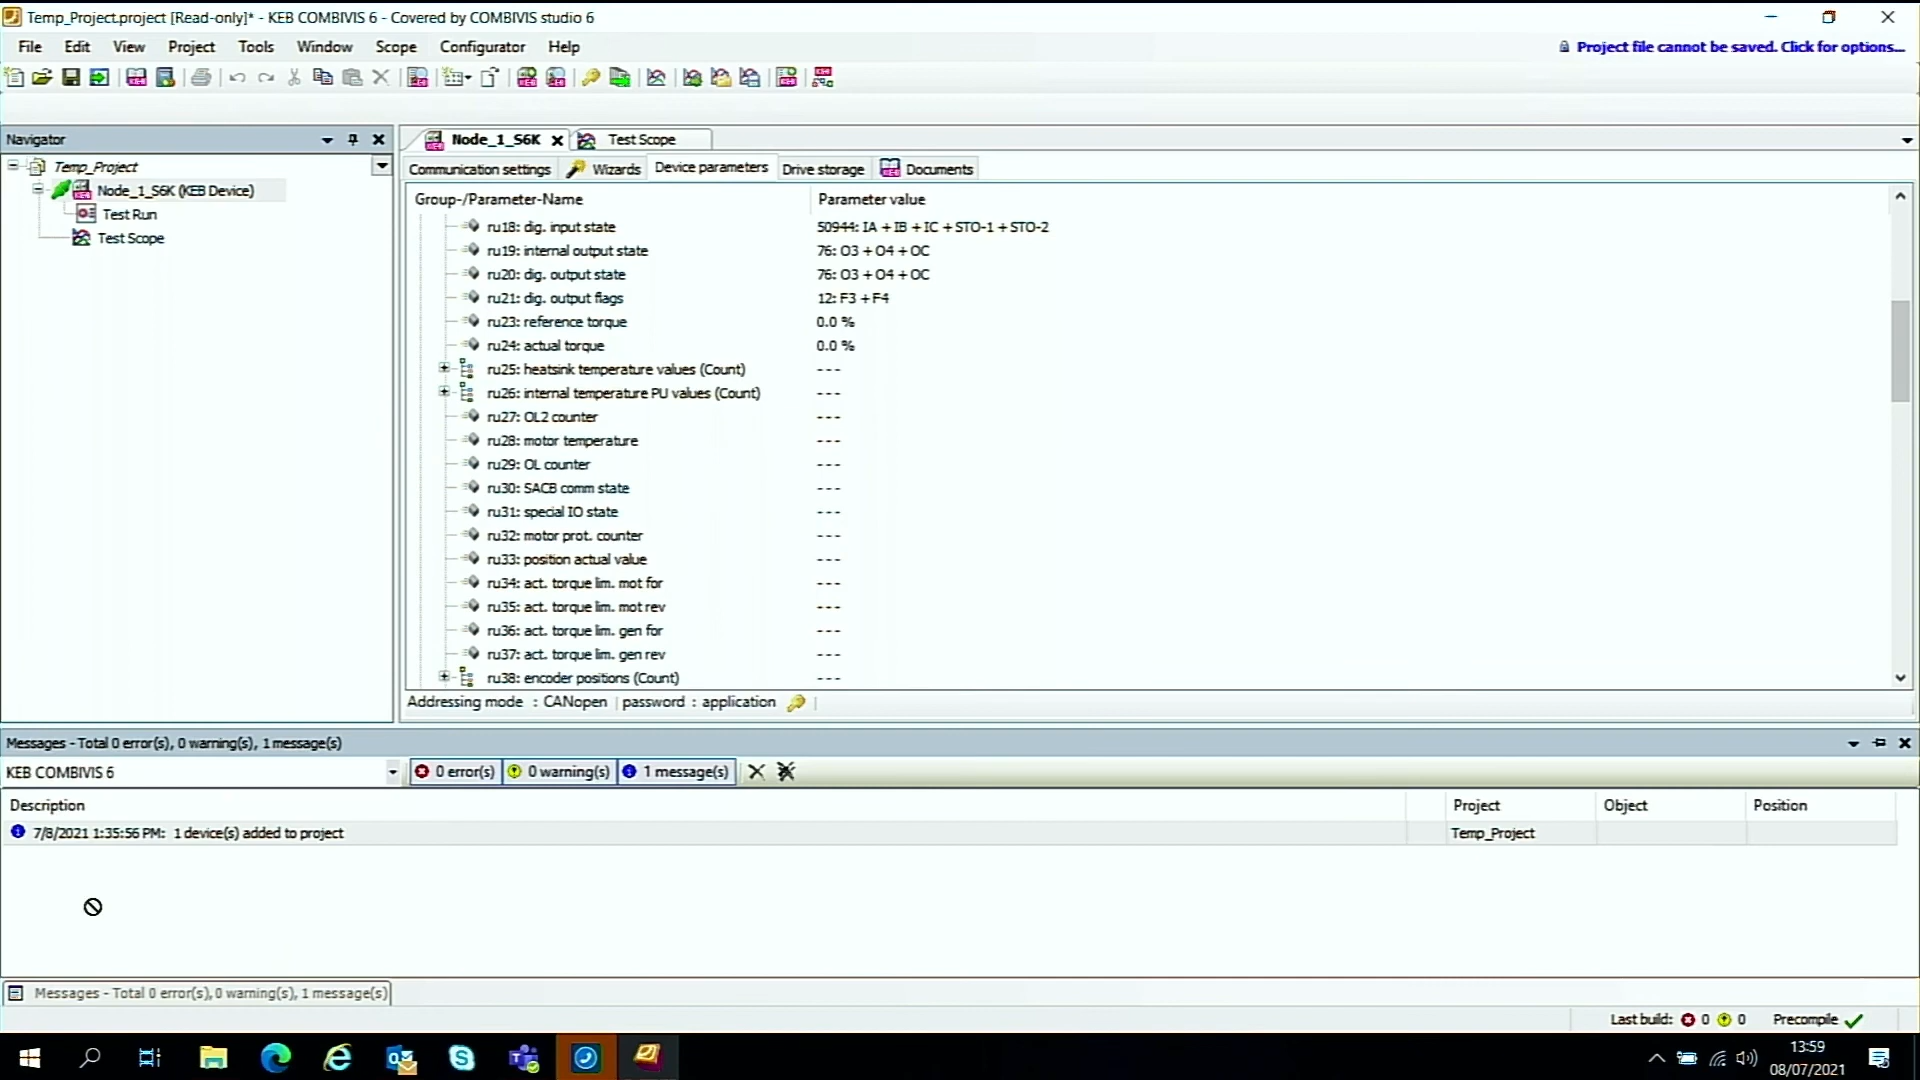 Temp_Project.project [Read-only]* - KEB COMBIVIS 6 - Covered by COMBIVIS studio 6
File Edit View Project Tools Window Scope Configurator Help
Project file cannot be saved. Click for options...
Navigator
Temp_Project
Node_1_S6K (KEB Device)
Test Run
Test Scope
Node_1_S6K Test Scope
Communication settings Wizards Device parameters Drive storage Documents
Group-/Parameter-Name Parameter value
ru18: dig. input state 50944: IA + IB + IC + STO-1 + STO-2
ru19: internal output state 76: O3 + O4 + OC
ru20: dig. output state 76: O3 + O4 + OC
ru21: dig. output flags 12: F3 + F4
ru23: reference torque 0.0 %
ru24: actual torque 0.0 %
ru25: heatsink temperature values (Count) ---
ru26: internal temperature PU values (Count) ---
ru27: OL2 counter ---
ru28: motor temperature ---
ru29: OL counter ---
ru30: SACB comm state ---
ru31: special IO state ---
ru32: motor prot. counter ---
ru33: position actual value ---
ru34: act. torque lim. mot for ---
ru35: act. torque lim. mot rev ---
ru36: act. torque lim. gen for ---
ru37: act. torque lim. gen rev ---
ru38: encoder positions (Count) ---
Addressing mode : CANopen | password : application
Messages - Total 0 error(s), 0 warning(s), 1 message(s)
KEB COMBIVIS 6 0 error(s) 0 warning(s) 1 message(s)
Description Project Object Position
7/8/2021 1:35:56 PM: 1 device(s) added to project Temp_Project
Messages - Total 0 error(s), 0 warning(s), 1 message(s)
Last build: 0 0 Precompile
13:59
08/07/2021